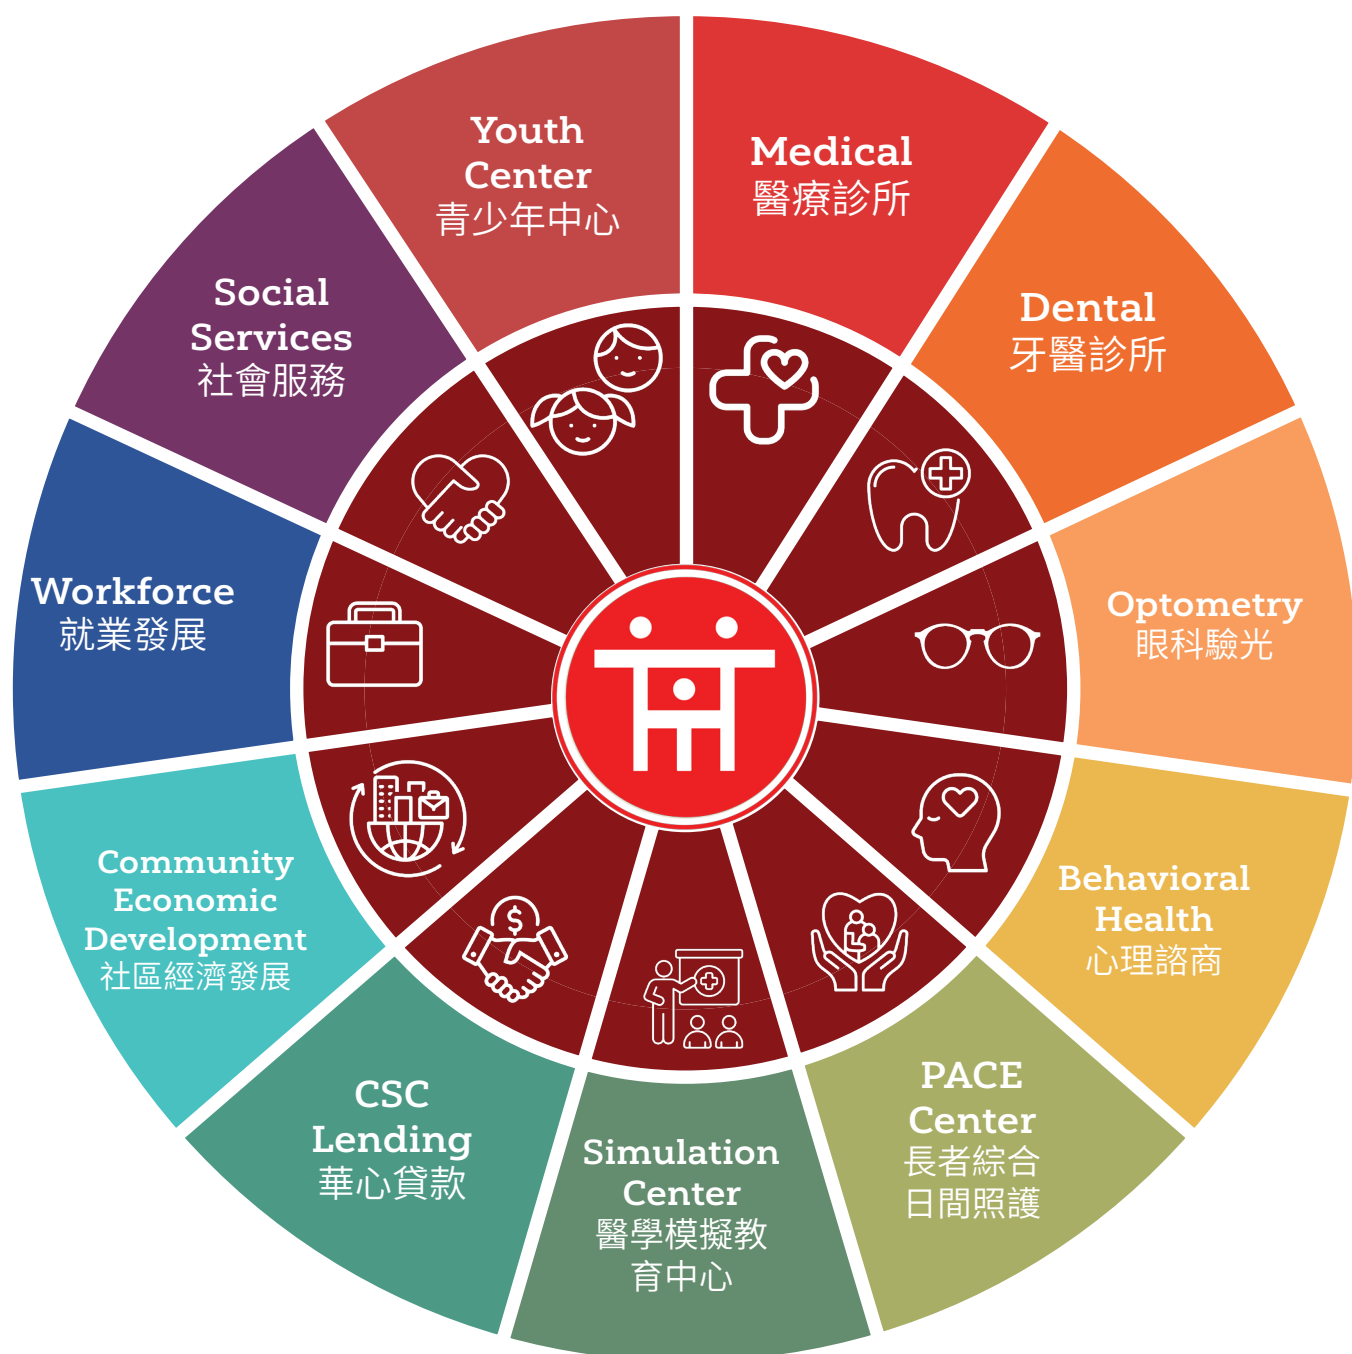 Medical
醫療診所
Dental
牙醫診所
Optometry
眼科驗光
Behavioral
Health
心理諮商
PACE
Center
長者綜合
日間照護
Simulation
Center
醫學模擬教
育中心
CSC
Lending
華心貸款
Community
Economic
Development
社區經濟發展
Workforce
就業發展
Social
Services
社會服務
Youth
Center
青少年中心
$